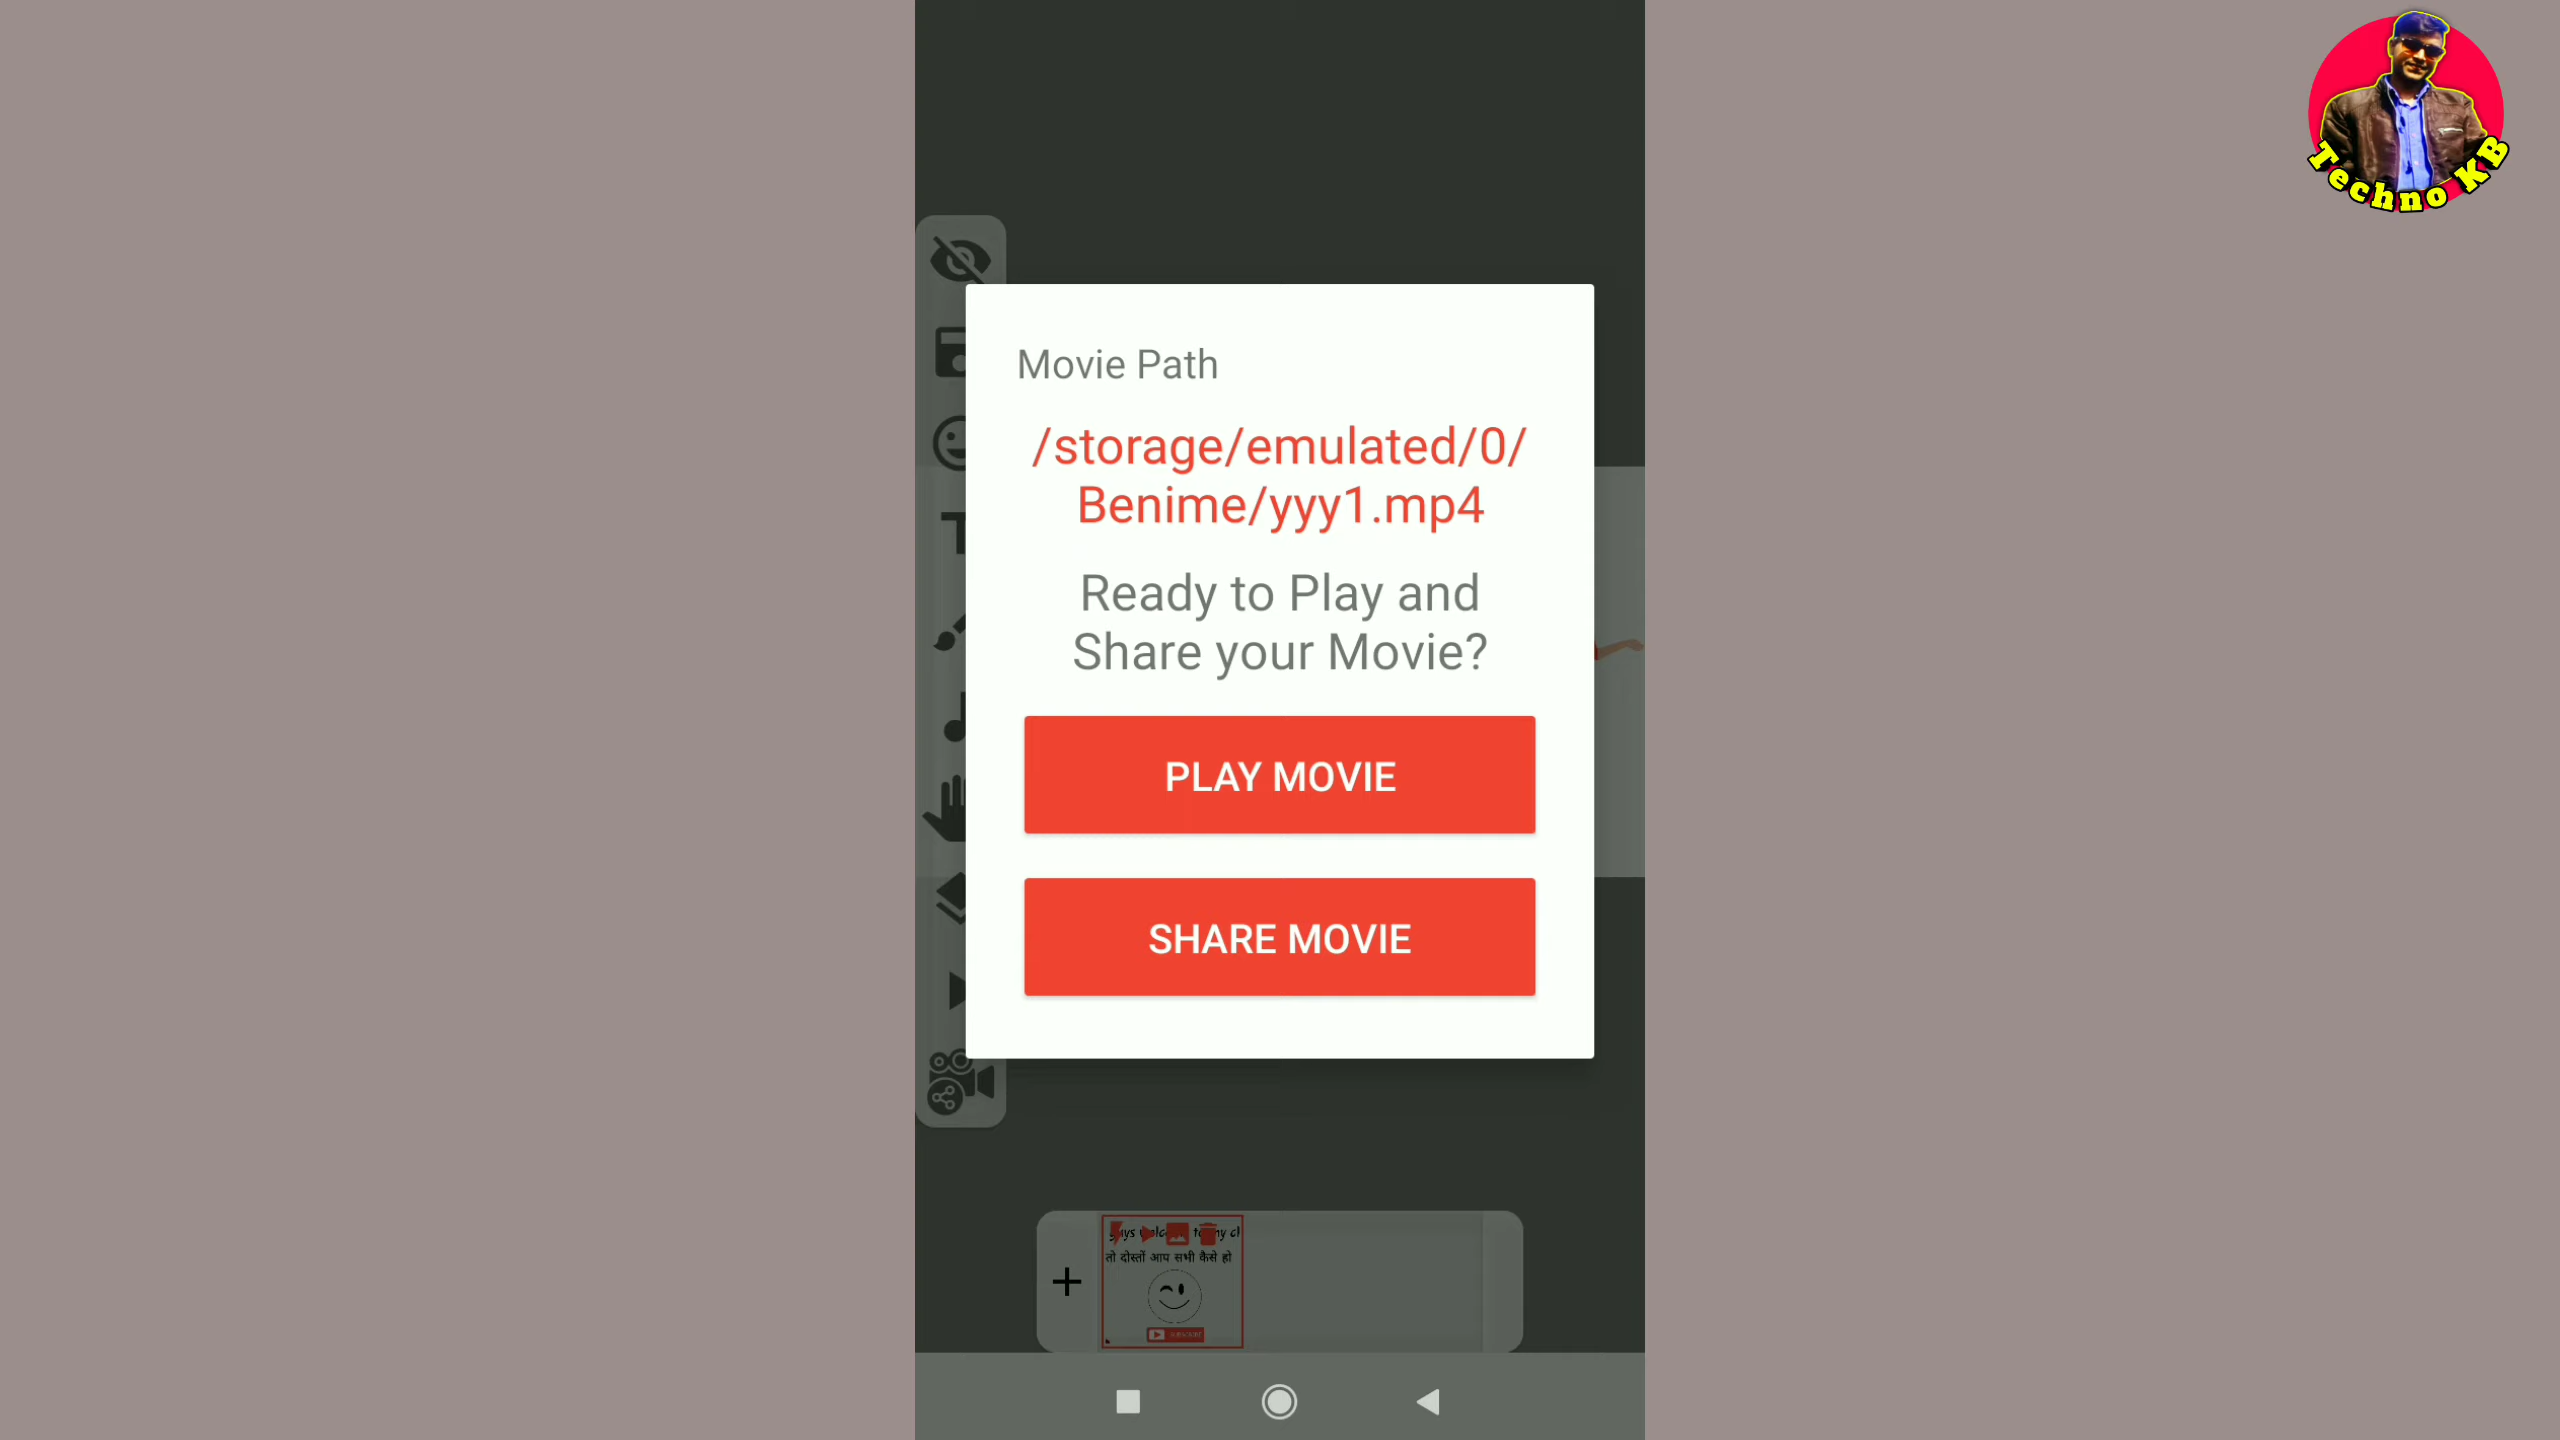 Techno KB
Movie Path
/storage/emulated/0/
Benime/yyy1.mp4
Ready to Play and
Share your Movie?
PLAY MOVIE
SHARE MOVIE
तो दोस्तों आप सभी कैसे हो
SUBSCRIBE